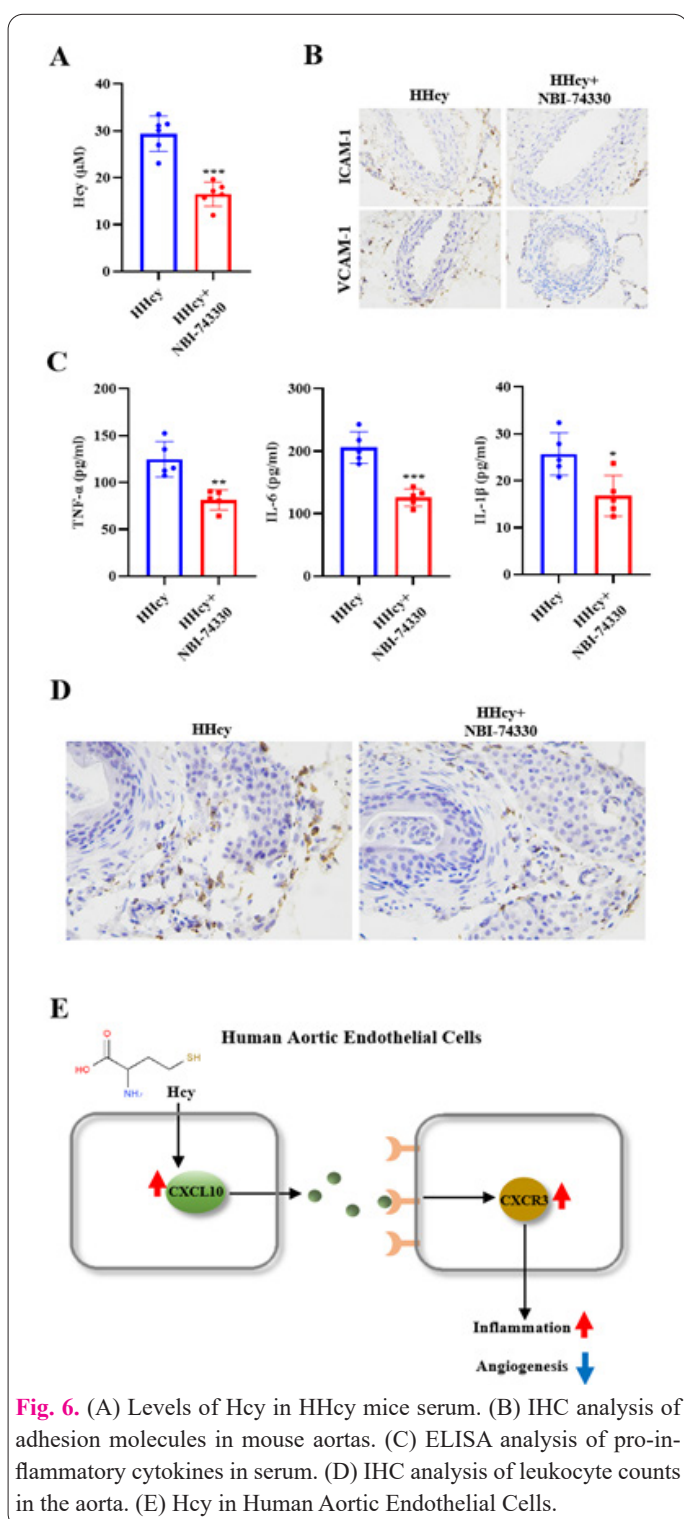 A
Hcy (μM)
40
30
20
10
0
***
HHcy
HHcy+
NBI-74330
B
HHcy
HHcy+
NBI-74330
ICAM-1
VCAM-1
C
TNF-α (pg/ml)
200
150
100
50
0
**
HHcy
HHcy+
NBI-74330
IL-6 (pg/ml)
300
200
100
0
***
HHcy
HHcy+
NBI-74330
IL-1β (pg/ml)
40
30
20
10
0
*
HHcy
HHcy+
NBI-74330
D
HHcy
HHcy+
NBI-74330
E
Human Aortic Endothelial Cells
O
HO
SH
NH₂
Hcy
CXCL10
CXCR3
Inflammation
Angiogenesis
Fig. 6. (A) Levels of Hcy in HHcy mice serum. (B) IHC analysis of
adhesion molecules in mouse aortas. (C) ELISA analysis of pro-in-
flammatory cytokines in serum. (D) IHC analysis of leukocyte counts
in the aorta. (E) Hcy in Human Aortic Endothelial Cells.